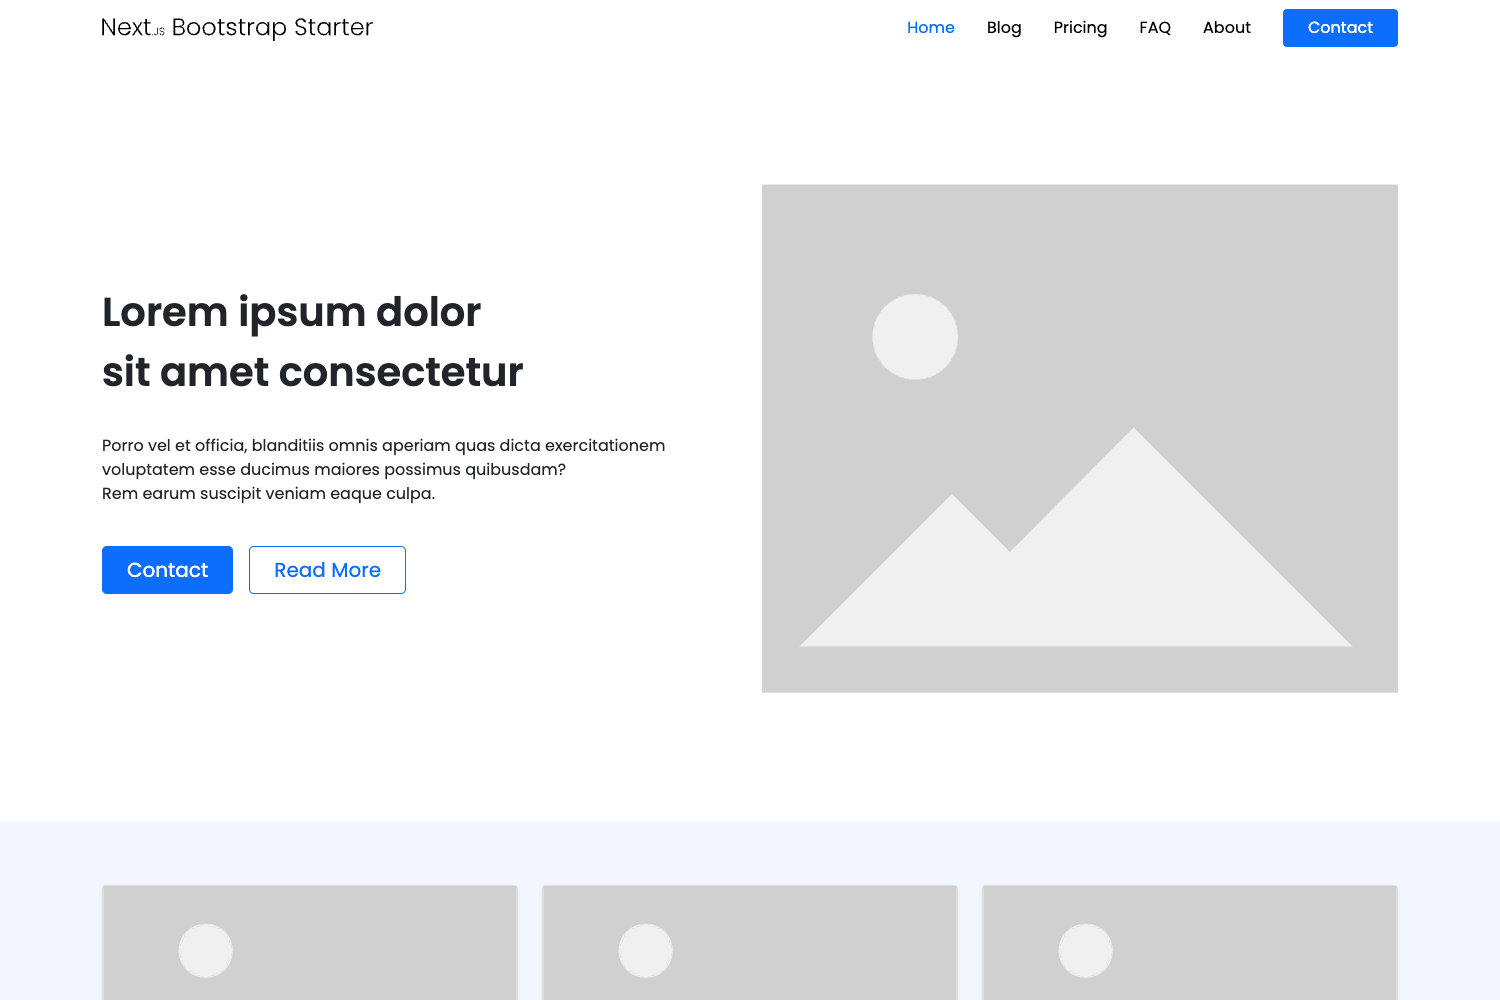 Next.JS Bootstrap Starter
Home Blog Pricing FAQ About Contact
Lorem ipsum dolor
sit amet consectetur
Porro vel et officia, blanditiis omnis aperiam quas dicta exercitationem
voluptatem esse ducimus maiores possimus quibusdam?
Rem earum suscipit veniam eaque culpa.
Contact Read More